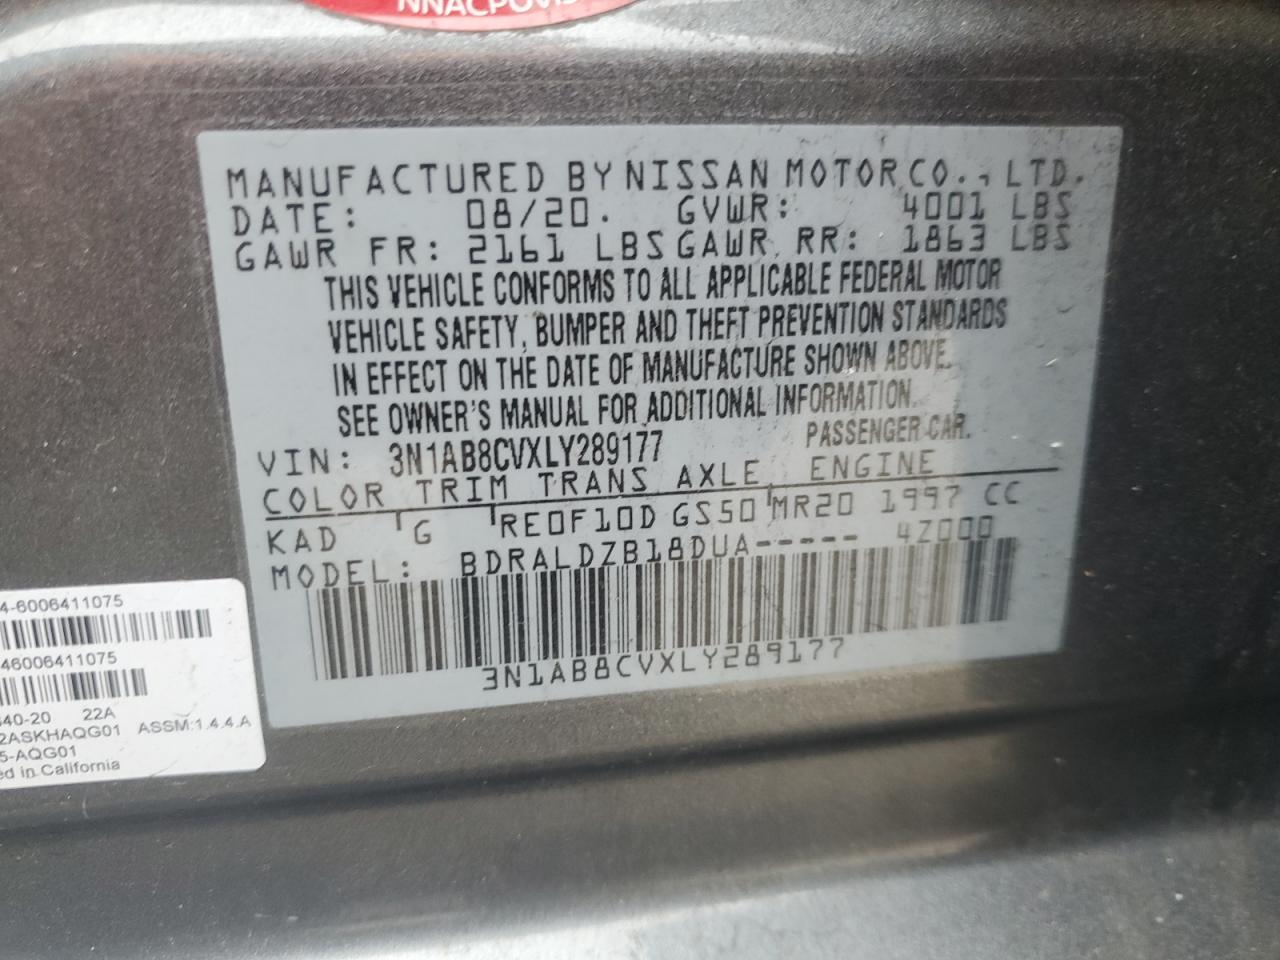 MANUFACTURED BY NISSAN MOTOR CO., LTD.
DATE: 08/20. GVWR: 4001 LBS
GAWR FR: 2161 LBS GAWR RR: 1863 LBS
THIS VEHICLE CONFORMS TO ALL APPLICABLE FEDERAL MOTOR
VEHICLE SAFETY, BUMPER AND THEFT PREVENTION STANDARDS
IN EFFECT ON THE DATE OF MANUFACTURE SHOWN ABOVE.
SEE OWNER'S MANUAL FOR ADDITIONAL INFORMATION.
VIN: 3N1AB8CVXLY289177 PASSENGER CAR.
COLOR TRIM TRANS AXLE ENGINE
KAD G RE0F10D GS50 MR20 1997 CC
MODEL: BDRALDZB18DUA----- 4Z000
3N1AB8CVXLY289177
4-6006411075
46006411075
40-20 22A
2ASKHAQG01 ASSM:1.4.4.A
5-AQG01
in California